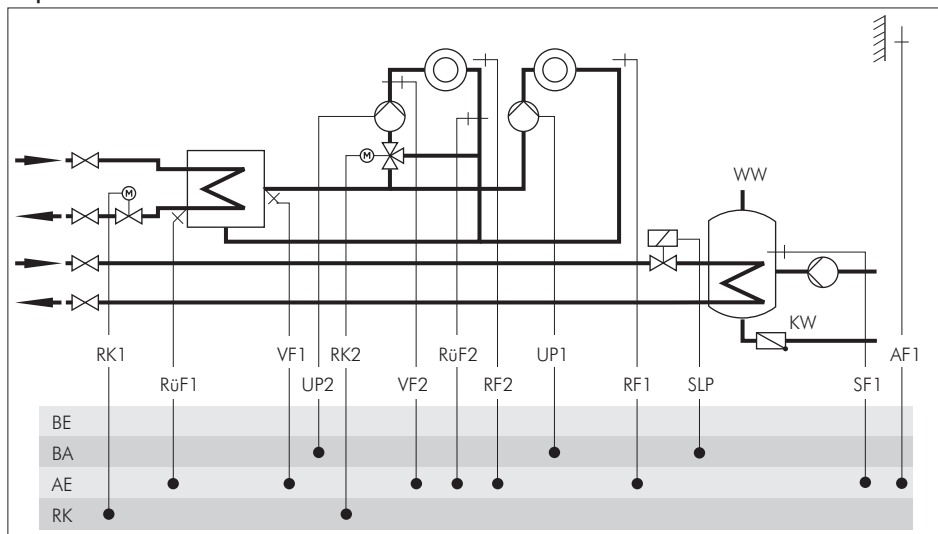 WW
M
M
KW
RK1 VF1 RK2 RüF2 UP1 AF1
RüF1 UP2 VF2 RF2 RF1 SLP SF1
BE
BA
AE
RK